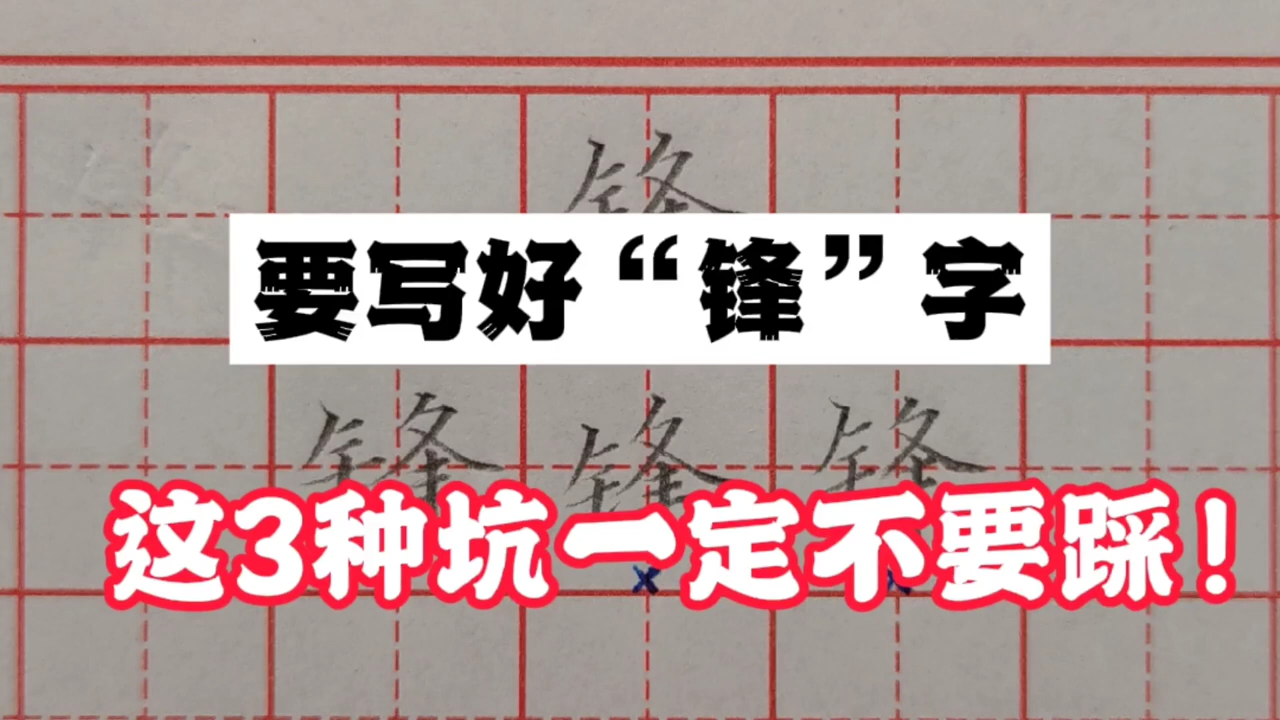 锋
要写好“锋”字
锋 锋 锋
这3种坑一定不要踩！
x